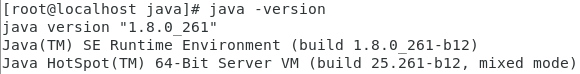 [root@localhost java]# java -version
java version "1.8.0_261"
Java(TM) SE Runtime Environment (build 1.8.0_261-b12)
Java HotSpot(TM) 64-Bit Server VM (build 25.261-b12, mixed mode)